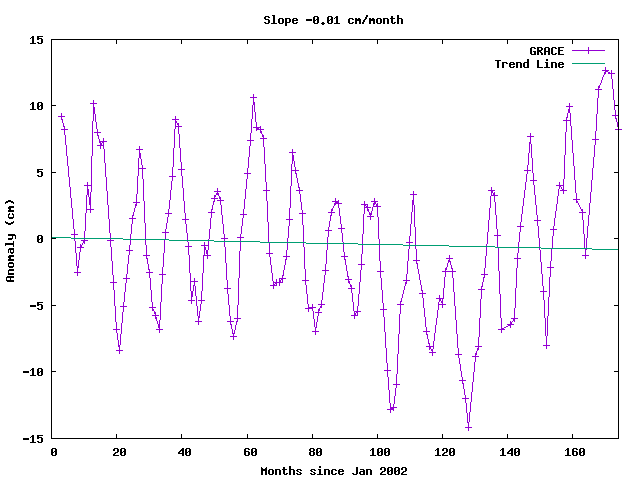 Slope -0.01 cm/month
GRACE
Trend Line
15
10
5
0
-5
-10
-15
Anomaly (cm)
0 20 40 60 80 100 120 140 160
Months since Jan 2002